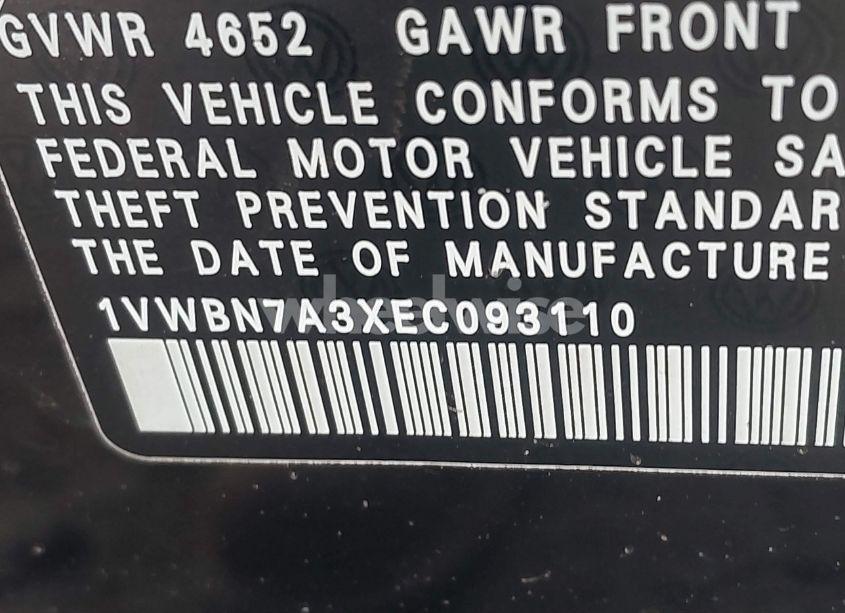 GVWR 4652 GAWR FRONT
THIS VEHICLE CONFORMS TO
FEDERAL MOTOR VEHICLE SA
THEFT PREVENTION STANDAR
THE DATE OF MANUFACTURE
1VWBN7A3XEC093110